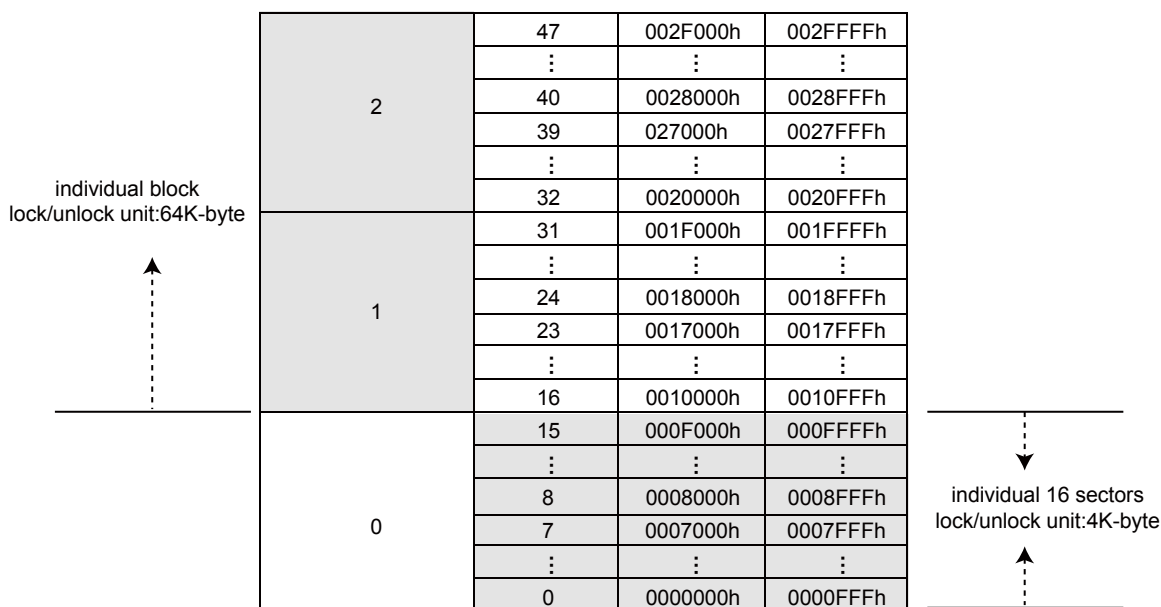 47 002F000h 002FFFFh
⋮ ⋮ ⋮
2
40 0028000h 0028FFFh
39 027000h 0027FFFh
⋮ ⋮ ⋮
individual block
lock/unlock unit:64K-byte
32 0020000h 0020FFFh
31 001F000h 001FFFFh
⋮ ⋮ ⋮
1
24 0018000h 0018FFFh
23 0017000h 0017FFFh
⋮ ⋮ ⋮
16 0010000h 0010FFFh
15 000F000h 000FFFFh
⋮ ⋮ ⋮
0
8 0008000h 0008FFFh
7 0007000h 0007FFFh
⋮ ⋮ ⋮
0 0000000h 0000FFFh
individual 16 sectors
lock/unlock unit:4K-byte